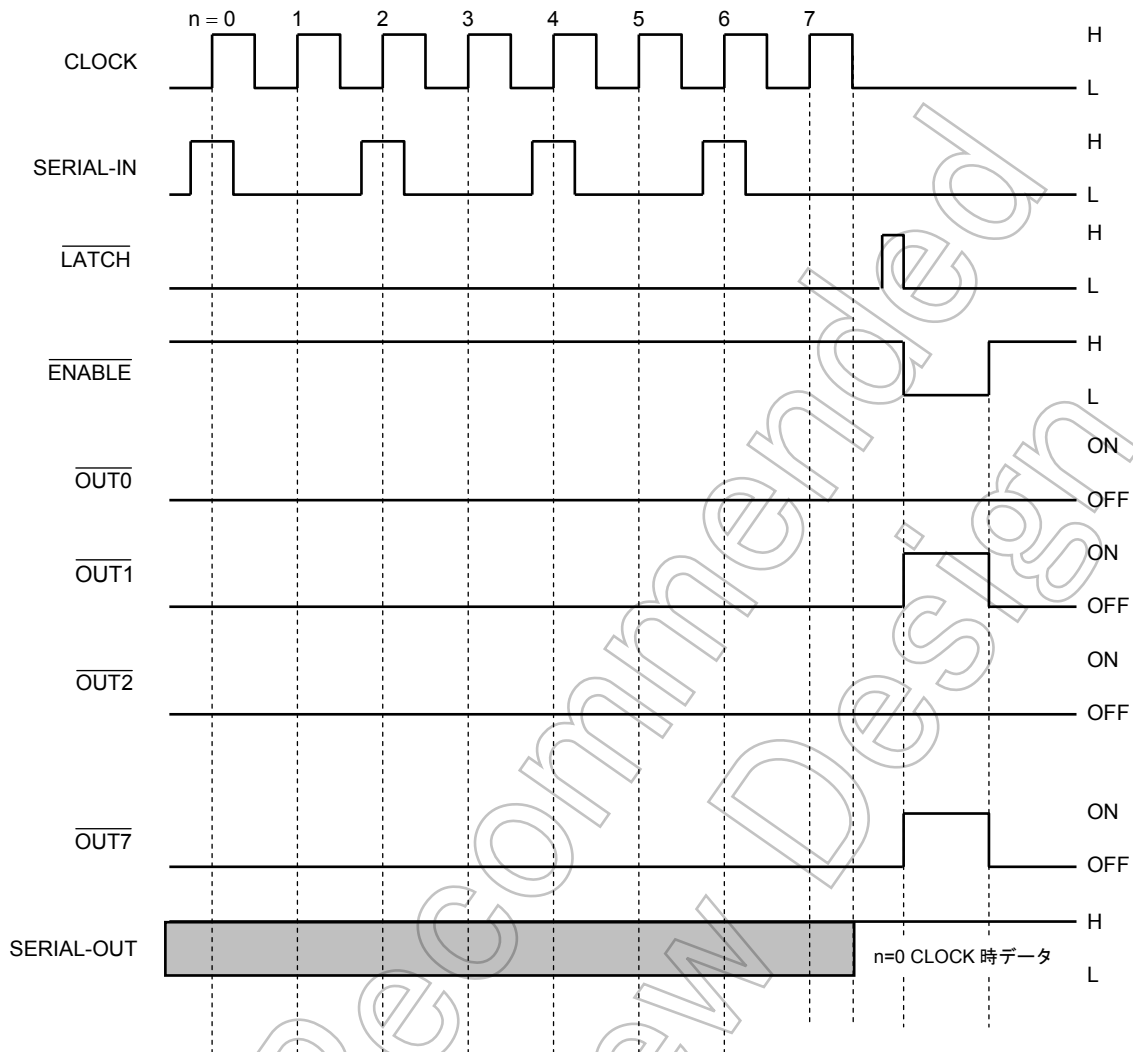 n = 0 1 2 3 4 5 6 7
CLOCK
H
L
SERIAL-IN
H
L
LATCH
H
L
ENABLE
H
L
OUT0
ON
OFF
OUT1
ON
OFF
OUT2
ON
OFF
OUT7
ON
OFF
SERIAL-OUT
H
n=0 CLOCK 時データ
L
Recommended
New Design